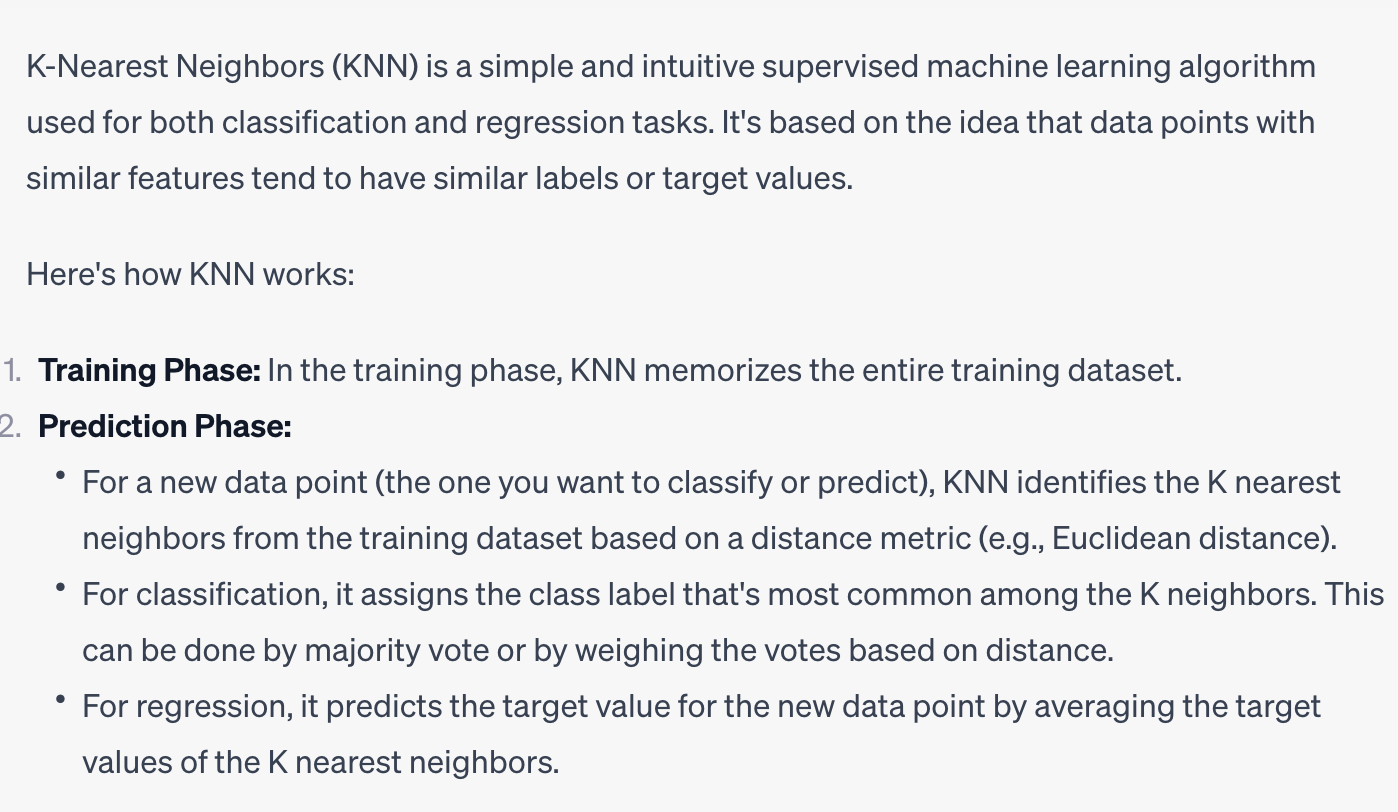 K-Nearest Neighbors (KNN) is a simple and intuitive supervised machine learning algorithm
used for both classification and regression tasks. It's based on the idea that data points with
similar features tend to have similar labels or target values.
Here's how KNN works:
1. Training Phase: In the training phase, KNN memorizes the entire training dataset.
2. Prediction Phase:
• For a new data point (the one you want to classify or predict), KNN identifies the K nearest
neighbors from the training dataset based on a distance metric (e.g., Euclidean distance).
• For classification, it assigns the class label that's most common among the K neighbors. This
can be done by majority vote or by weighing the votes based on distance.
• For regression, it predicts the target value for the new data point by averaging the target
values of the K nearest neighbors.